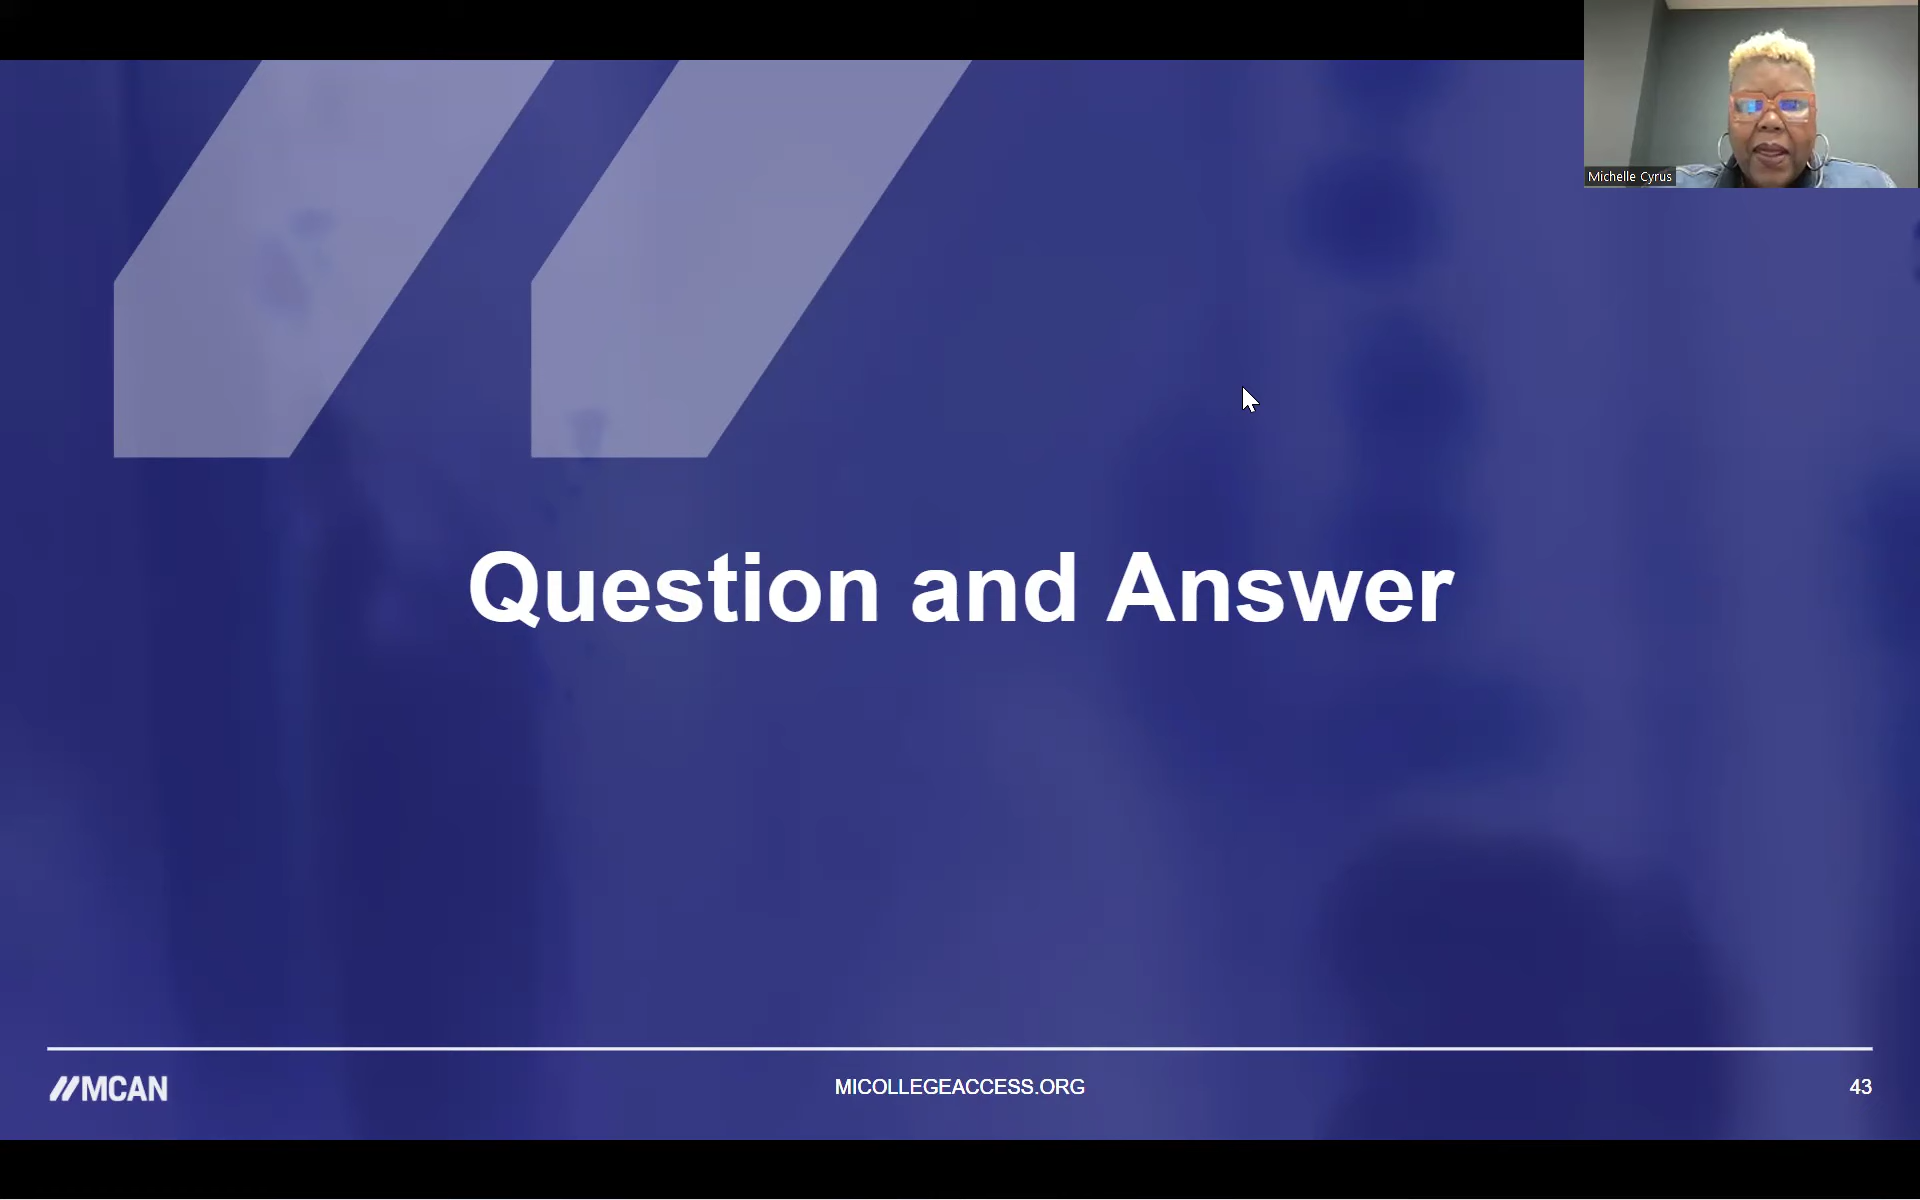 Michelle Cyrus
Question and Answer
MCAN
MICOLLEGEACCESS.ORG
43